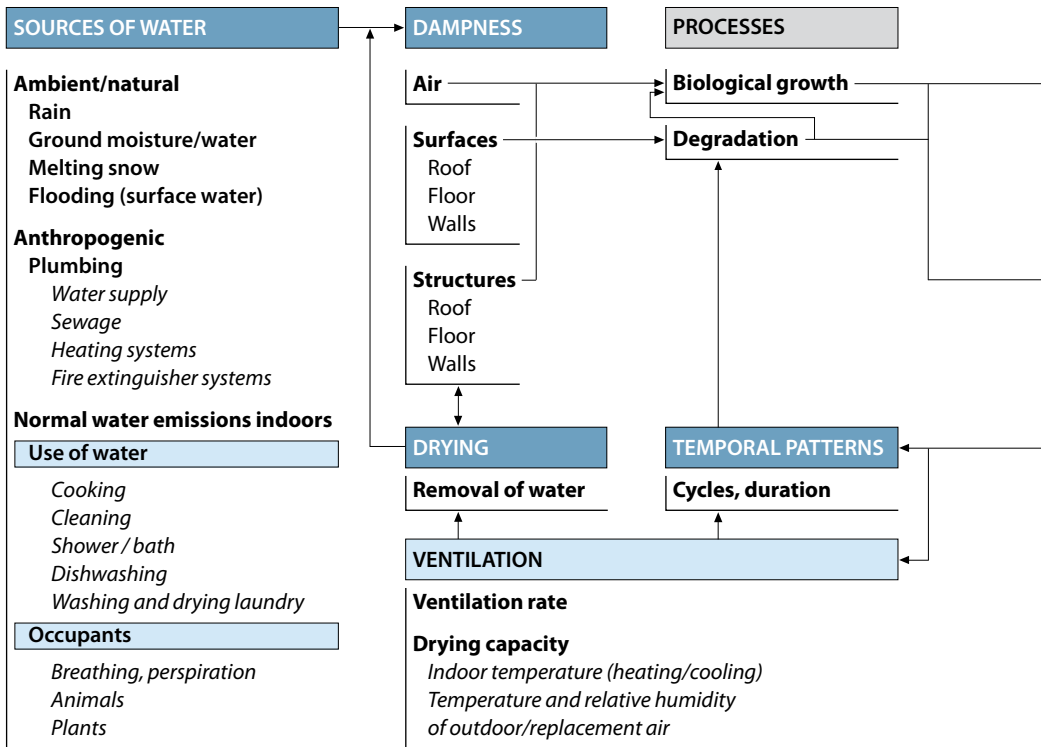 SOURCES OF WATER
Ambient/natural
Rain
Ground moisture/water
Melting snow
Flooding (surface water)
Anthropogenic
Plumbing
Water supply
Sewage
Heating systems
Fire extinguisher systems
Normal water emissions indoors
Use of water
Cooking
Cleaning
Shower / bath
Dishwashing
Washing and drying laundry
Occupants
Breathing, perspiration
Animals
Plants
DAMPNESS
Air
Surfaces
Roof
Floor
Walls
Structures
Roof
Floor
Walls
DRYING
Removal of water
PROCESSES
Biological growth
Degradation
TEMPORAL PATTERNS
Cycles, duration
VENTILATION
Ventilation rate
Drying capacity
Indoor temperature (heating/cooling)
Temperature and relative humidity
of outdoor/replacement air